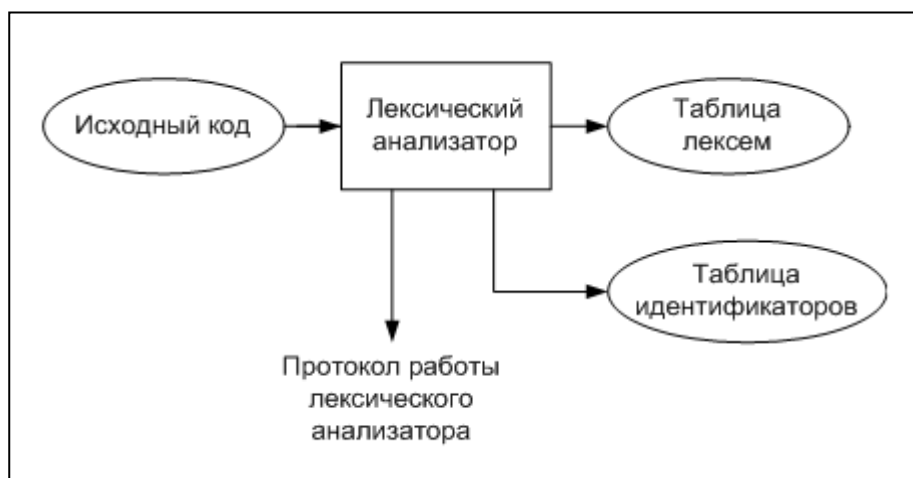 Исходный код
Лексический
анализатор
Таблица
лексем
Таблица
идентификаторов
Протокол работы
лексического
анализатора